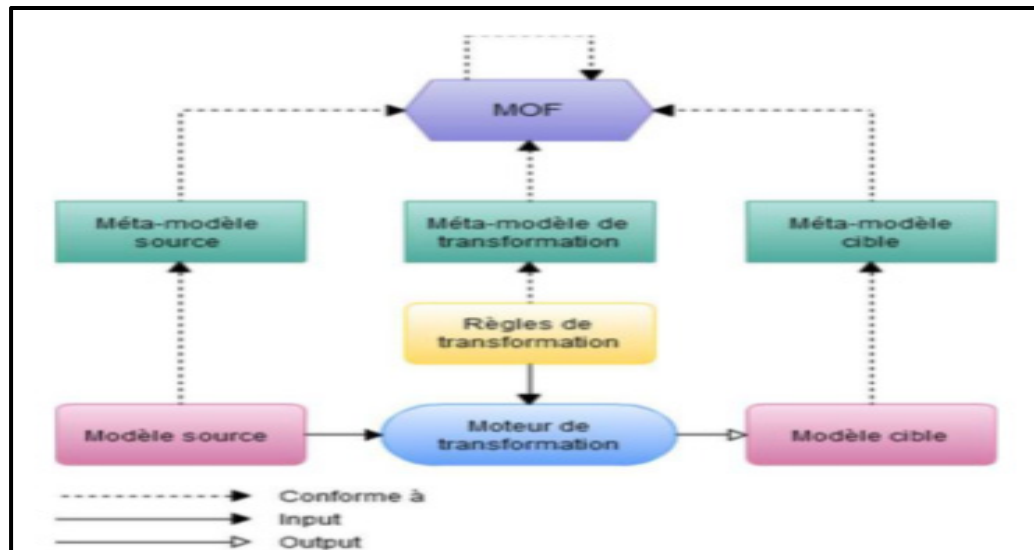 MOF
Méta-modèle
source
Méta-modèle de
transformation
Méta-modèle
cible
Règles de
transformation
Modèle source
Moteur de
transformation
Modèle cible
Conforme à
Input
Output